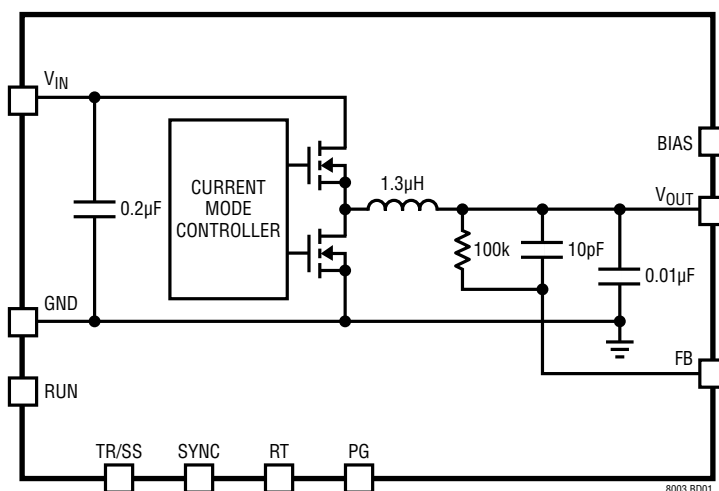 VIN
BIAS
1.3µH
VOUT
CURRENT
MODE
CONTROLLER
0.2µF
100k
10pF
0.01µF
GND
FB
RUN
TR/SS
SYNC
RT
PG
8003 BD01